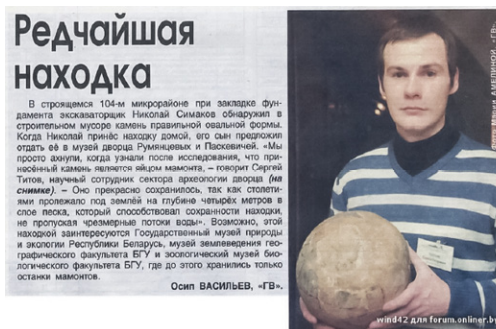 Редчайшая
находка
В строящемся 104-м микрорайоне при закладке фун-
дамента экскаваторщик Николай Симаков обнаружил в
строительном мусоре камень правильной овальной формы.
Когда Николай принёс находку домой, его сын предложил
отдать её в музей дворца Румянцевых и Паскевичей. «Мы
просто ахнули, когда узнали после исследования, что при-
несённый камень является яйцом мамонта, – говорит Сергей
Титов, научный сотрудник сектора археологии дворца (на
снимке). – Оно прекрасно сохранилось, так как столети-
ями пролежало под землёй на глубине четырёх метров в
слое песка, который способствовал сохранности находки,
не пропуская чрезмерные потоки воды». Возможно, этой
находкой заинтересуются Государственный музей природы
и экологии Республики Беларусь, музей землеведения гео-
графического факультета БГУ и зоологический музей био-
логического факультета БГУ, где до этого хранились только
останки мамонтов.
Осип ВАСИЛЬЕВ, «ГВ».
АМЕЛИНОЙ, «ГВ»
wind42 для forum.onliner.by